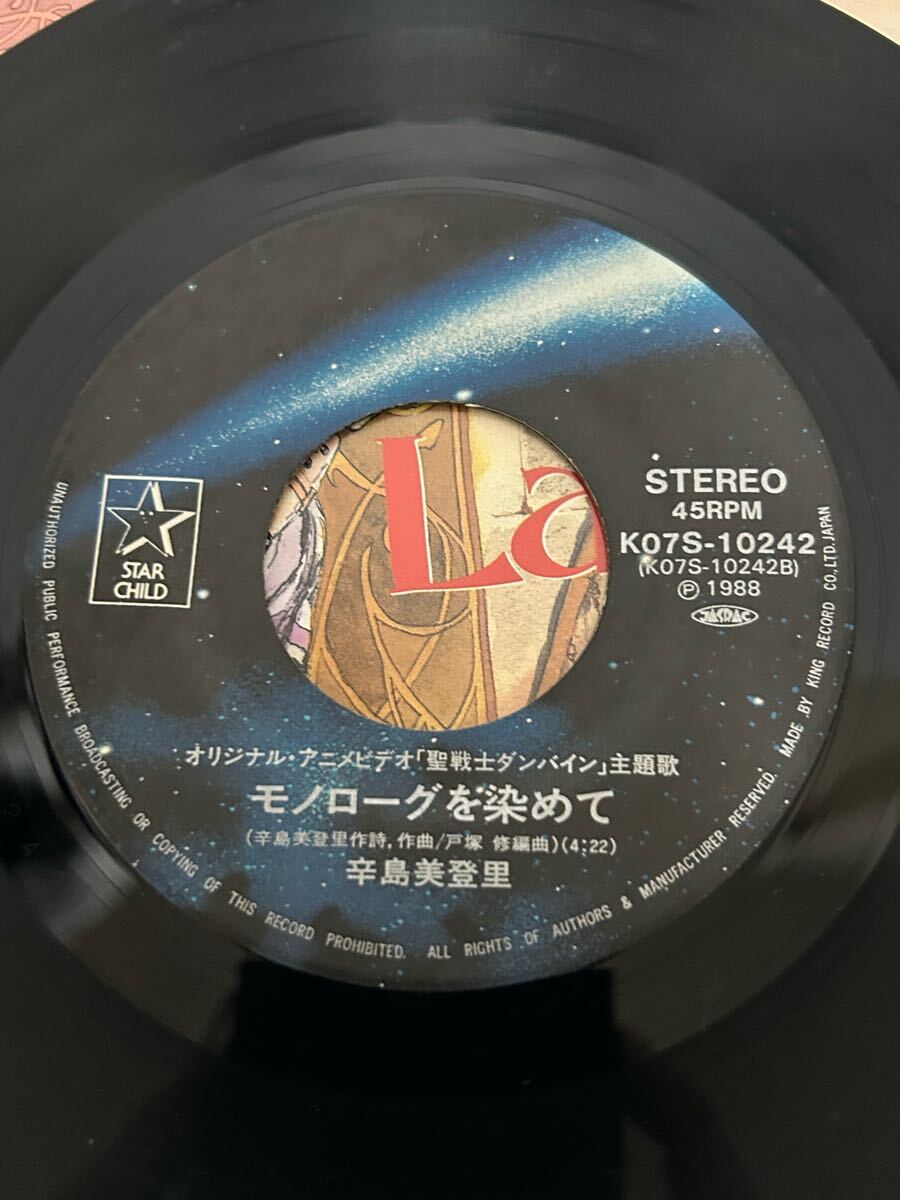 La
STAR
CHILD
STEREO
45RPM
K07S-10242
(K07S-10242B)
Ⓟ 1988
JASRAC
オリジナル・アニメビデオ「聖戦士ダンバイン」主題歌
モノローグを染めて
(辛島美登里作詩,作曲/戸塚 修編曲)(4:22)
辛島美登里
UNAUTHORIZED PUBLIC PERFORMANCE BROADCASTING OR COPYING OF THIS RECORD PROHIBITED. ALL RIGHTS OF AUTHORS & MANUFACTURER RESERVED. MADE BY KING RECORD CO.,LTD.JAPAN